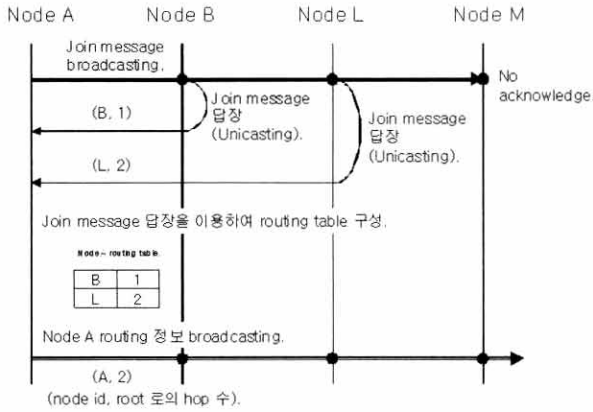 Node A Node B Node L Node M
Join message
broadcasting.
No
acknowledge.
(B, 1)
Join message
답장
(Unicasting).
Join message
답장
(Unicasting).
(L, 2)
Join message 답장을 이용하여 routing table 구성.
Node~ routing table.
B 1
L 2
Node A routing 정보 broadcasting.
(A, 2)
(node id, root 로의 hop 수).